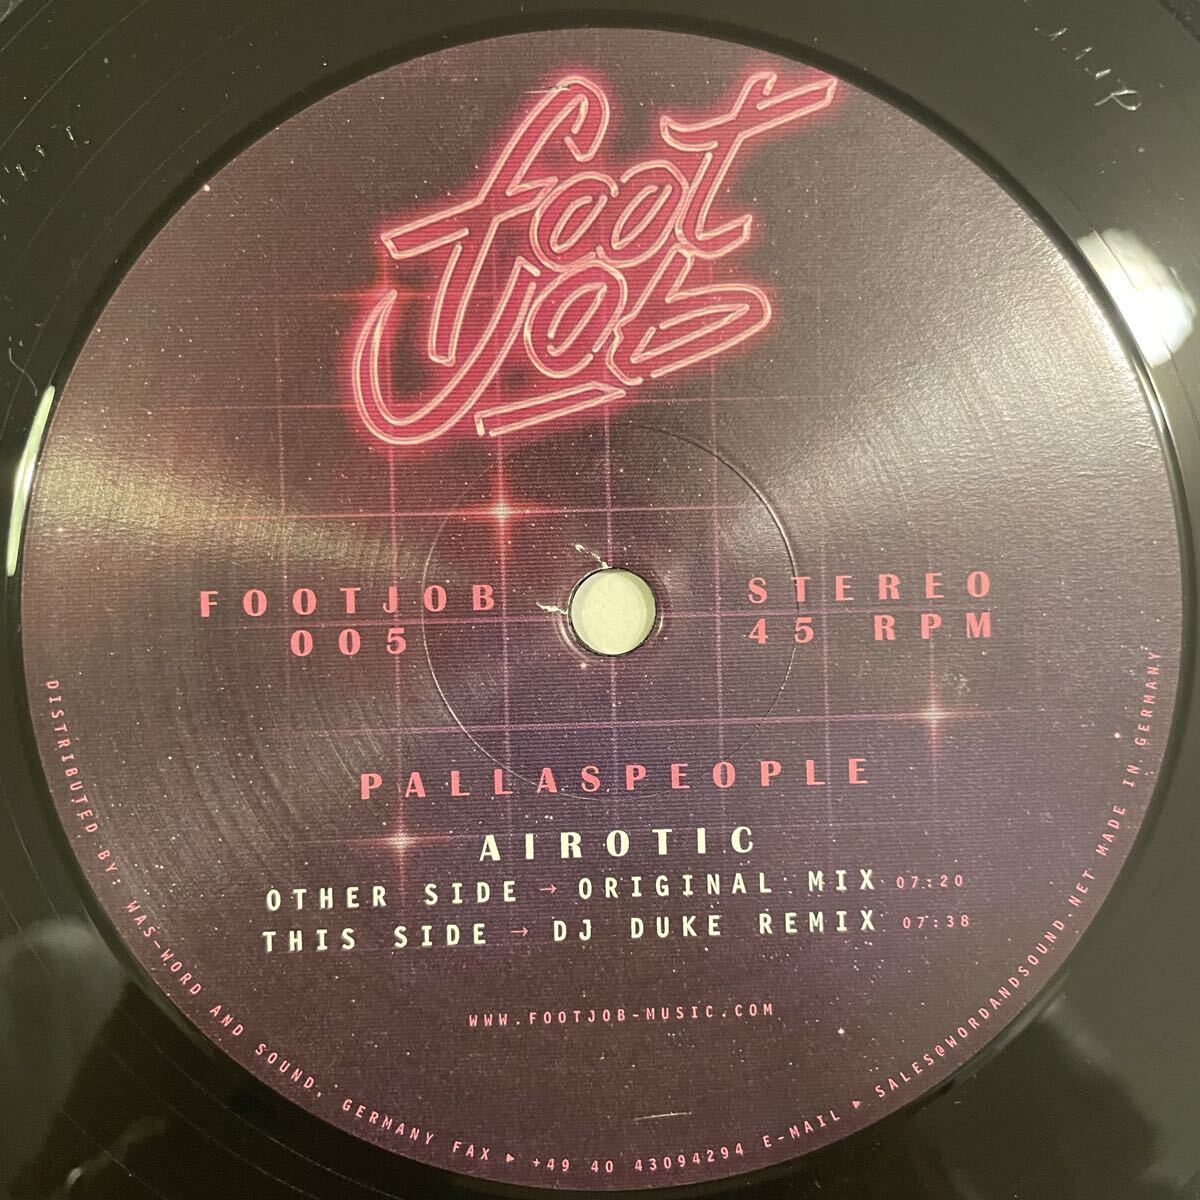 foot
Job
FOOTJOB
005
STEREO
45 RPM
PALLASPEOPLE
AIROTIC
OTHER SIDE → ORIGINAL MIX 07:20
THIS SIDE → DJ DUKE REMIX 07:38
WWW.FOOTJOB-MUSIC.COM
DISTRIBUTED BY: WAS-WORD AND SOUND, GERMANY FAX ▶ +49 40 43094294 E-MAIL ▶ SALES@WORDANDSOUND.NET MADE IN GERMANY